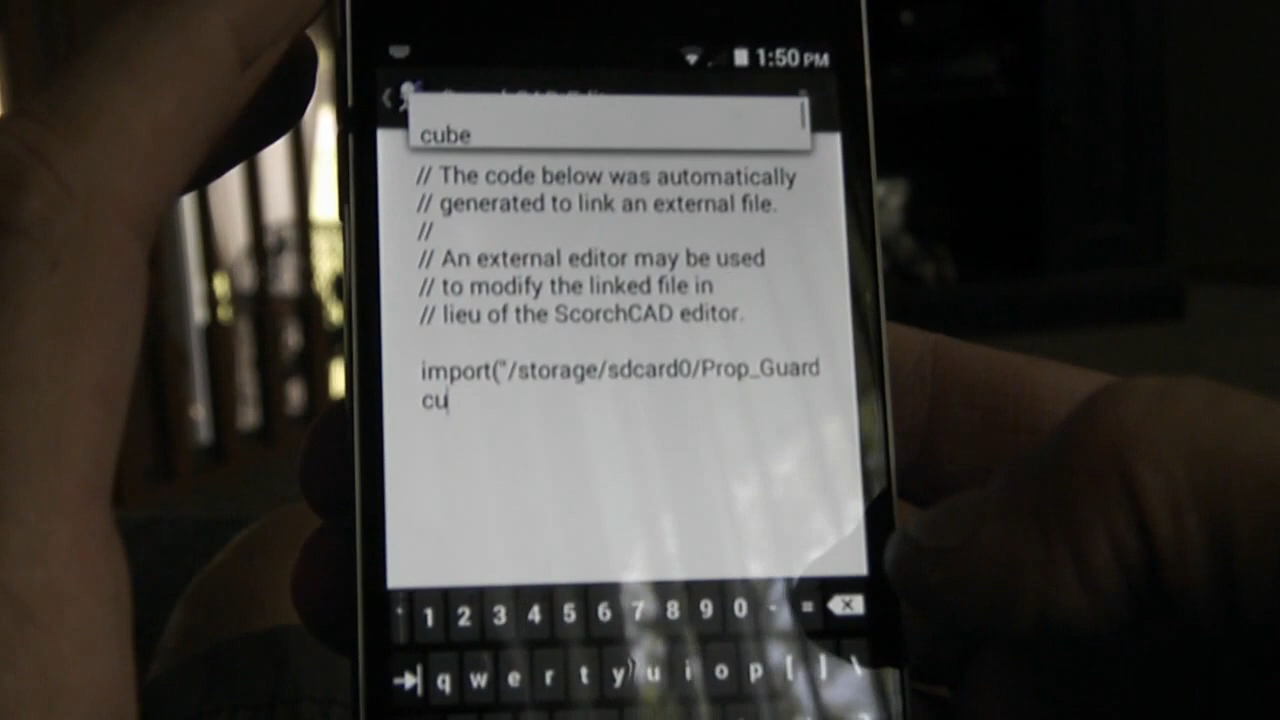 1:50 PM
cube
// The code below was automatically
// generated to link an external file.
//
// An external editor may be used
// to modify the linked file in
// lieu of the ScorchCAD editor.
import("/storage/sdcard0/Prop_Guard
cu
1 2 3 4 5 6 7 8 9 0 - =
q w e r t y u i o p [ ] \